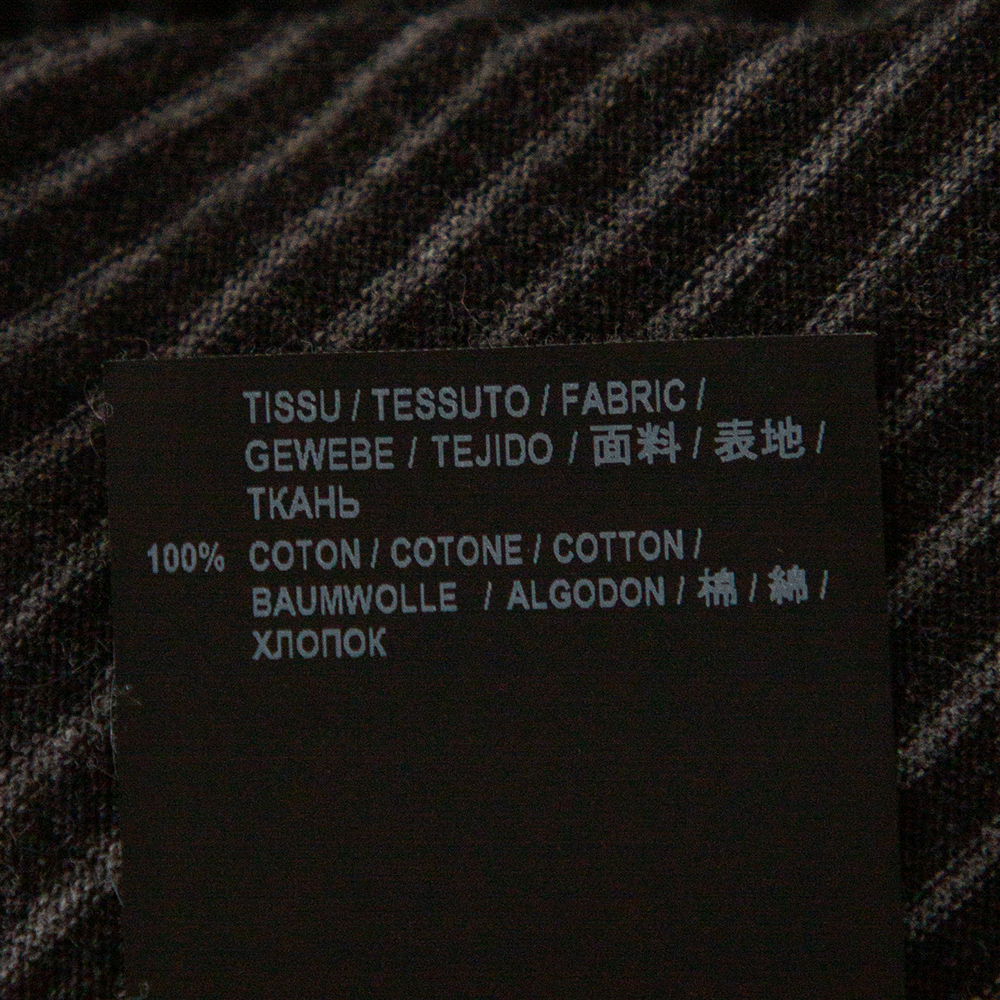 TISSU / TESSUTO / FABRIC /
GEWEBE / TEJIDO / 面料 / 表地 /
ТКАНЬ
100% COTON / COTONE / COTTON /
BAUMWOLLE / ALGODON / 棉 / 綿 /
ХЛОПОК